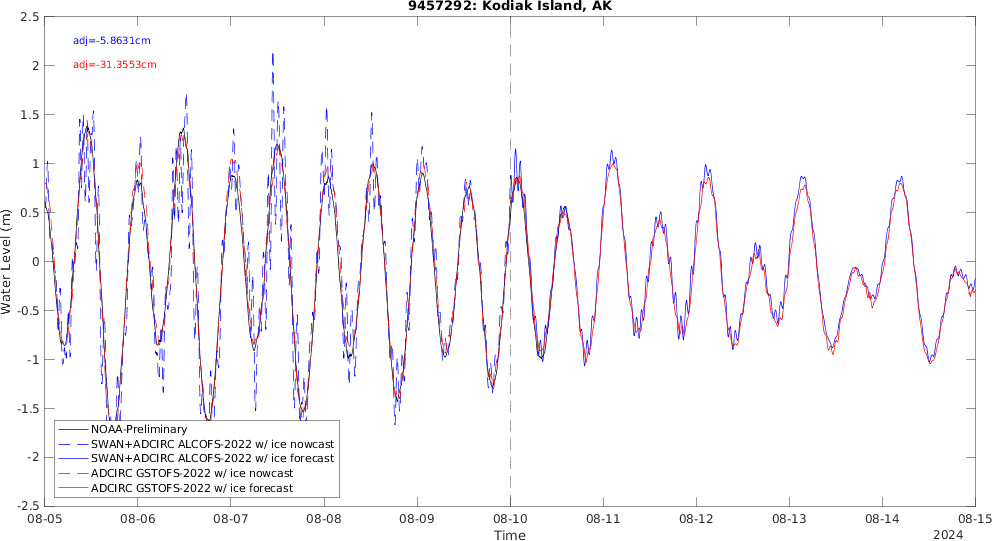 9457292: Kodiak Island, AK
2.5
adj=-5.8631cm
2
adj=-31.3553cm
1.5
1
0.5
0
-0.5
-1
-1.5
-2
-2.5
Water Level (m)
NOAA-Preliminary
SWAN+ADCIRC ALCOFS-2022 w/ ice nowcast
SWAN+ADCIRC ALCOFS-2022 w/ ice forecast
ADCIRC GSTOFS-2022 w/ ice nowcast
ADCIRC GSTOFS-2022 w/ ice forecast
08-05 08-06 08-07 08-08 08-09 08-10 08-11 08-12 08-13 08-14 08-15
Time
2024